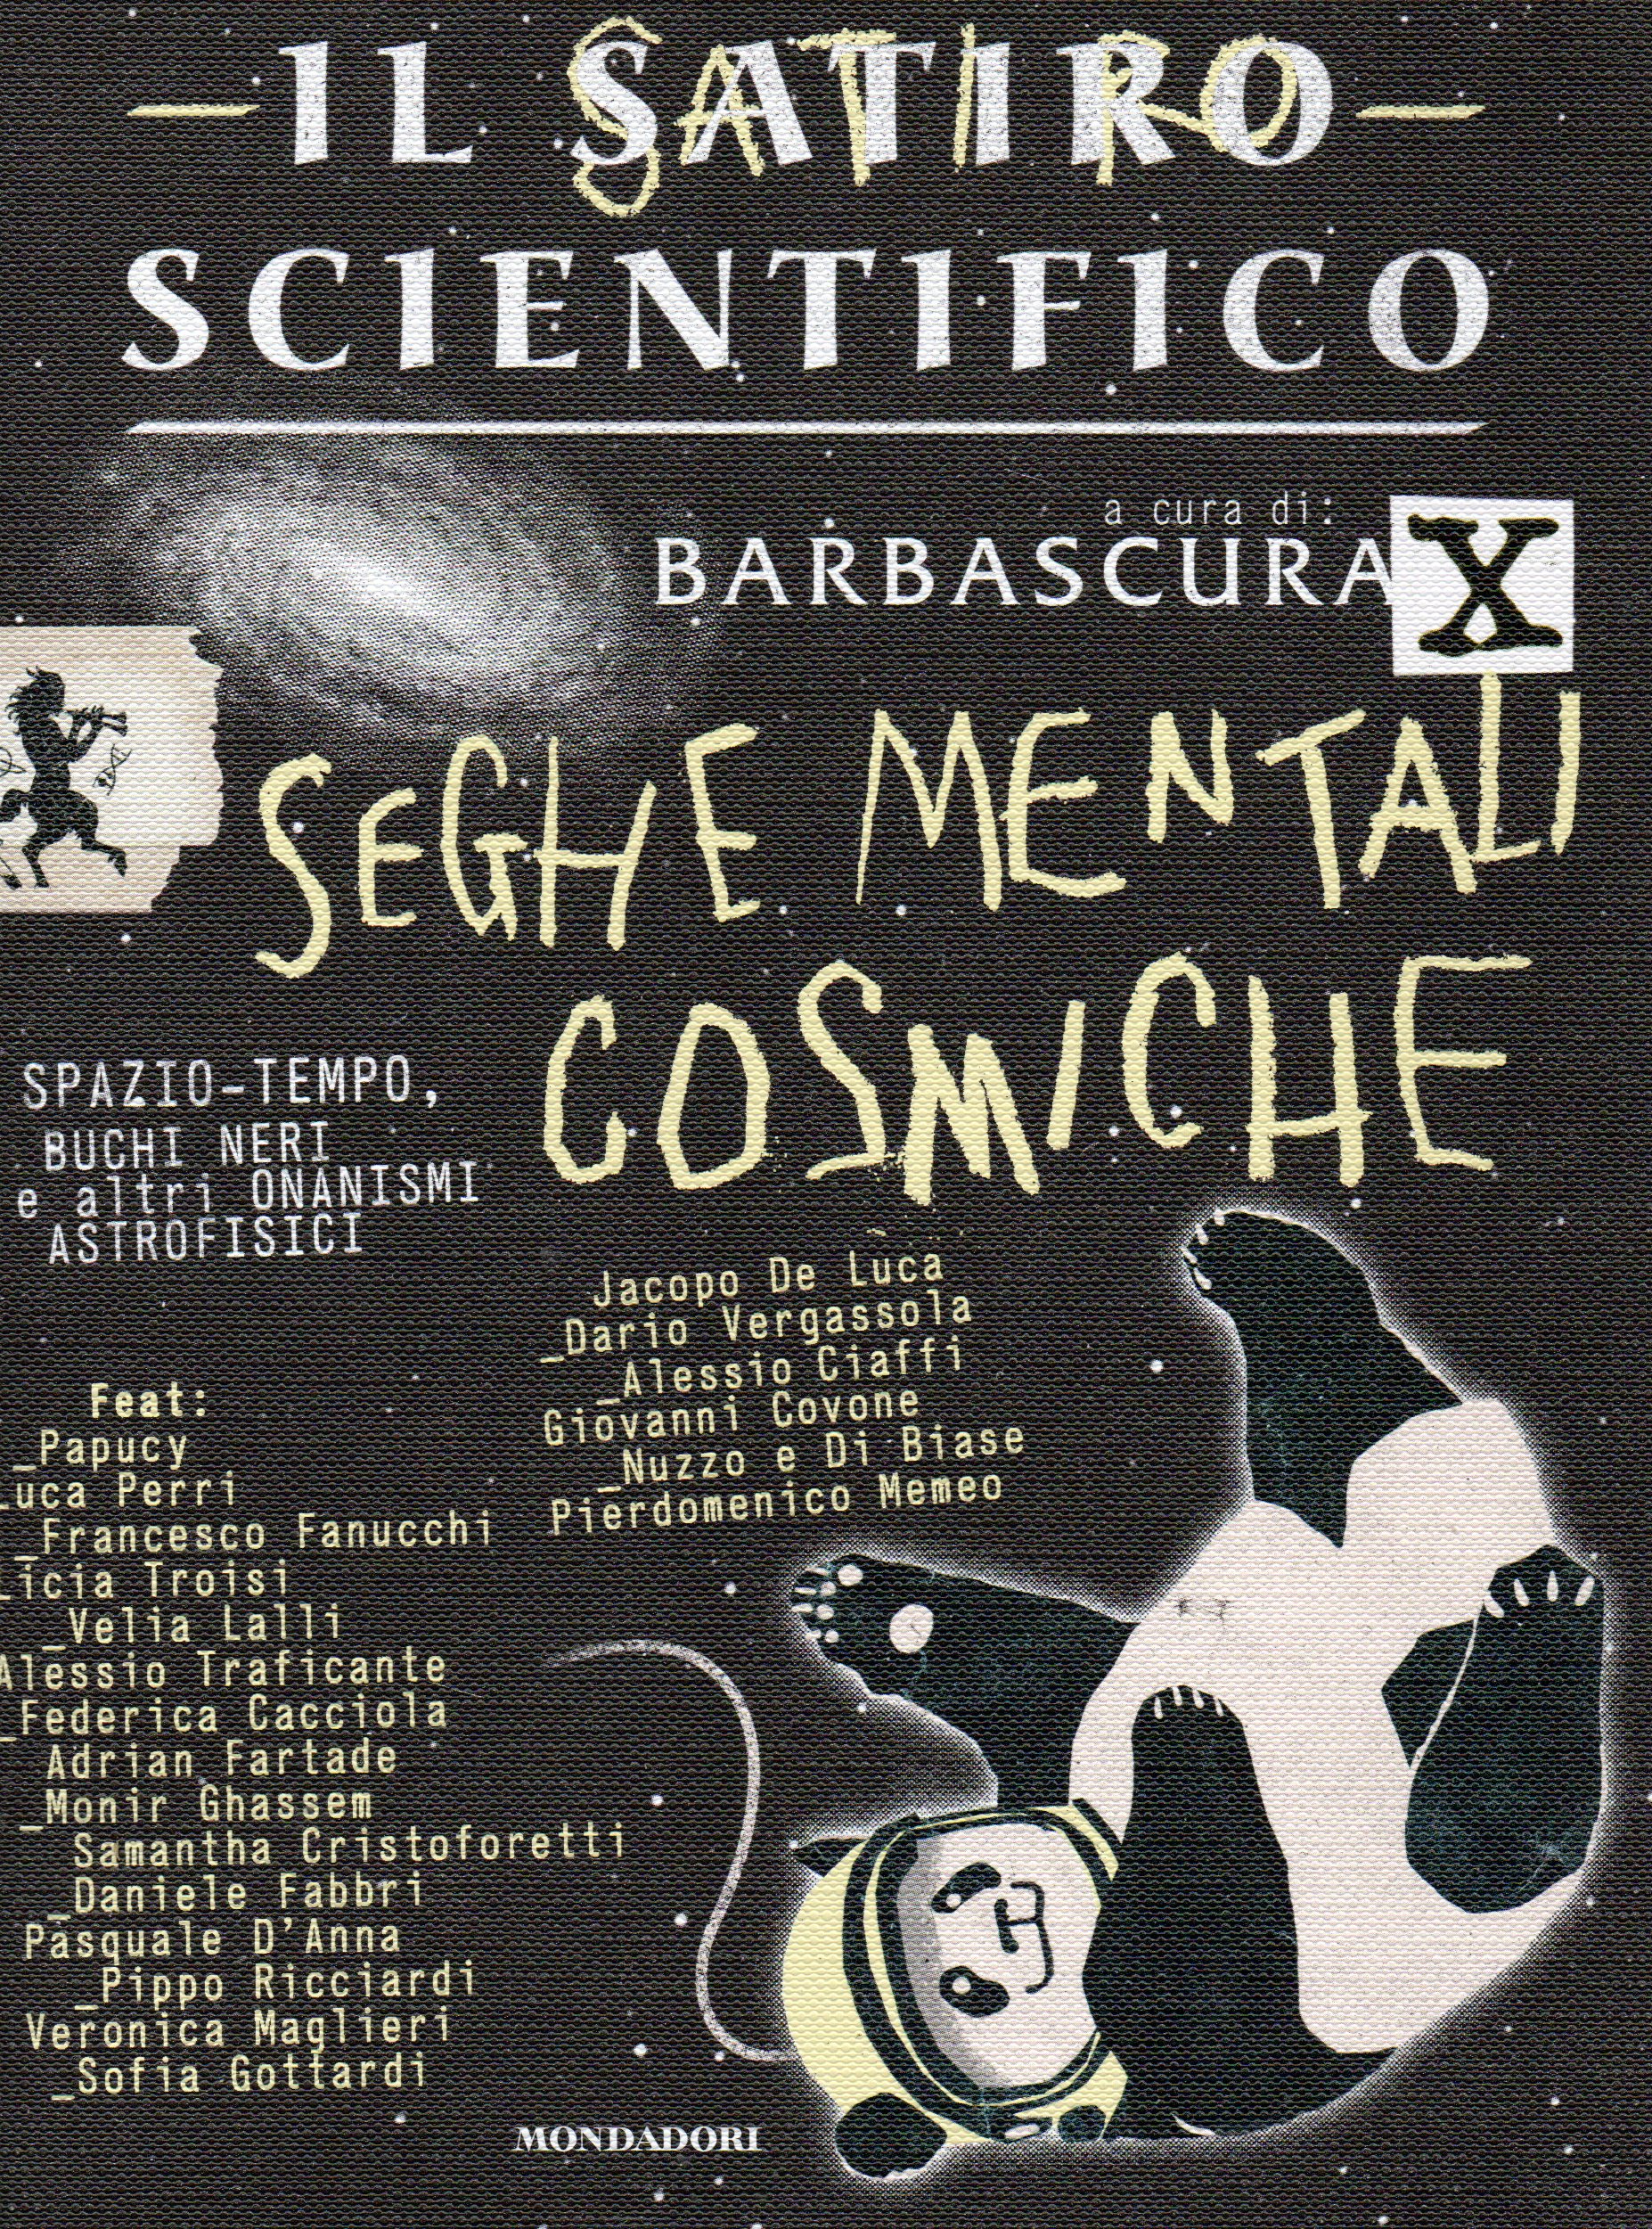 IL SATIRO
SCIENTIFICO
a cura di:
BARBASCURA X
SEGHE MENTALI
COSMICHE
SPAZIO-TEMPO,
BUCHI NERI
e altri ONANISMI
ASTROFISICI
Jacopo De Luca
_Dario Vergassola
_Alessio Ciaffi
Giovanni Covone
_Nuzzo e Di Biase
Pierdomenico Memeo
Feat:
_Papucy
Luca Perri
_Francesco Fanucchi
Licia Troisi
_Velia Lalli
Alessio Traficante
_Federica Cacciola
Adrian Fartade
_Monir Ghassem
Samantha Cristoforetti
_Daniele Fabbri
Pasquale D'Anna
_Pippo Ricciardi
Veronica Maglieri
_Sofia Gottardi
MONDADORI